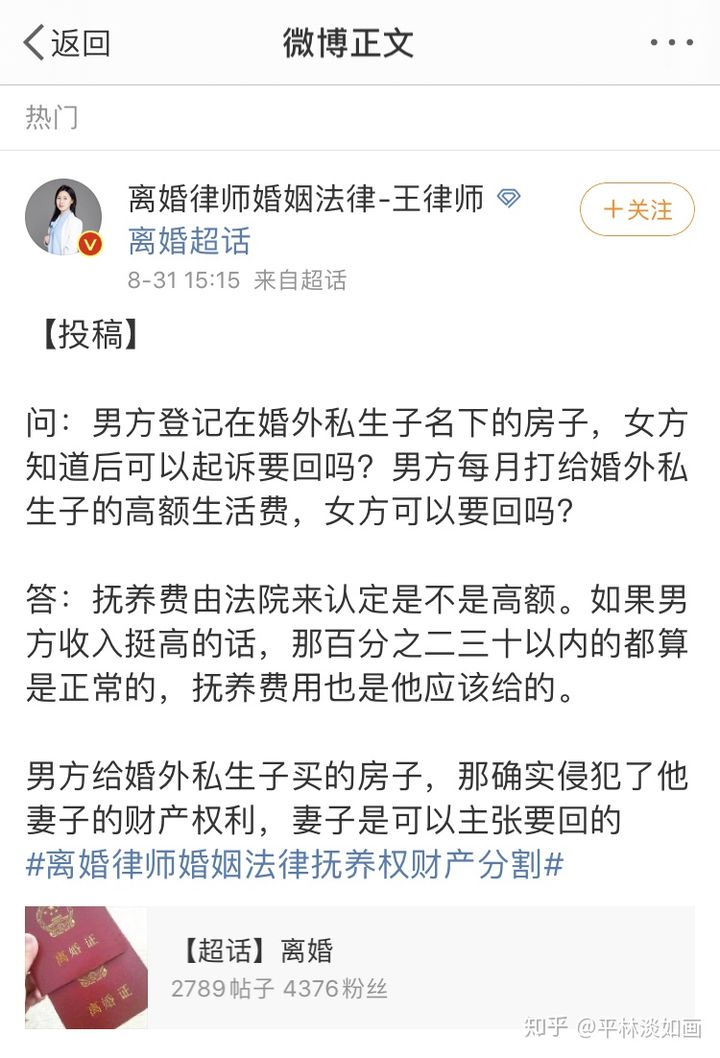 返回
微博正文
热门
离婚律师婚姻法律-王律师
+关注
离婚超话
8-31 15:15 来自超话
【投稿】
问：男方登记在婚外私生子名下的房子，女方
知道后可以起诉要回吗？男方每月打给婚外私
生子的高额生活费，女方可以要回吗？
答：抚养费由法院来认定是不是高额。如果男
方收入挺高的话，那百分之二三十以内的都算
是正常的，抚养费用也是他应该给的。
男方给婚外私生子买的房子，那确实侵犯了他
妻子的财产权利，妻子是可以主张要回的
#离婚律师婚姻法律抚养权财产分割#
离婚证
离婚证
【超话】离婚
2789帖子 4376粉丝
知乎 @平林淡如画